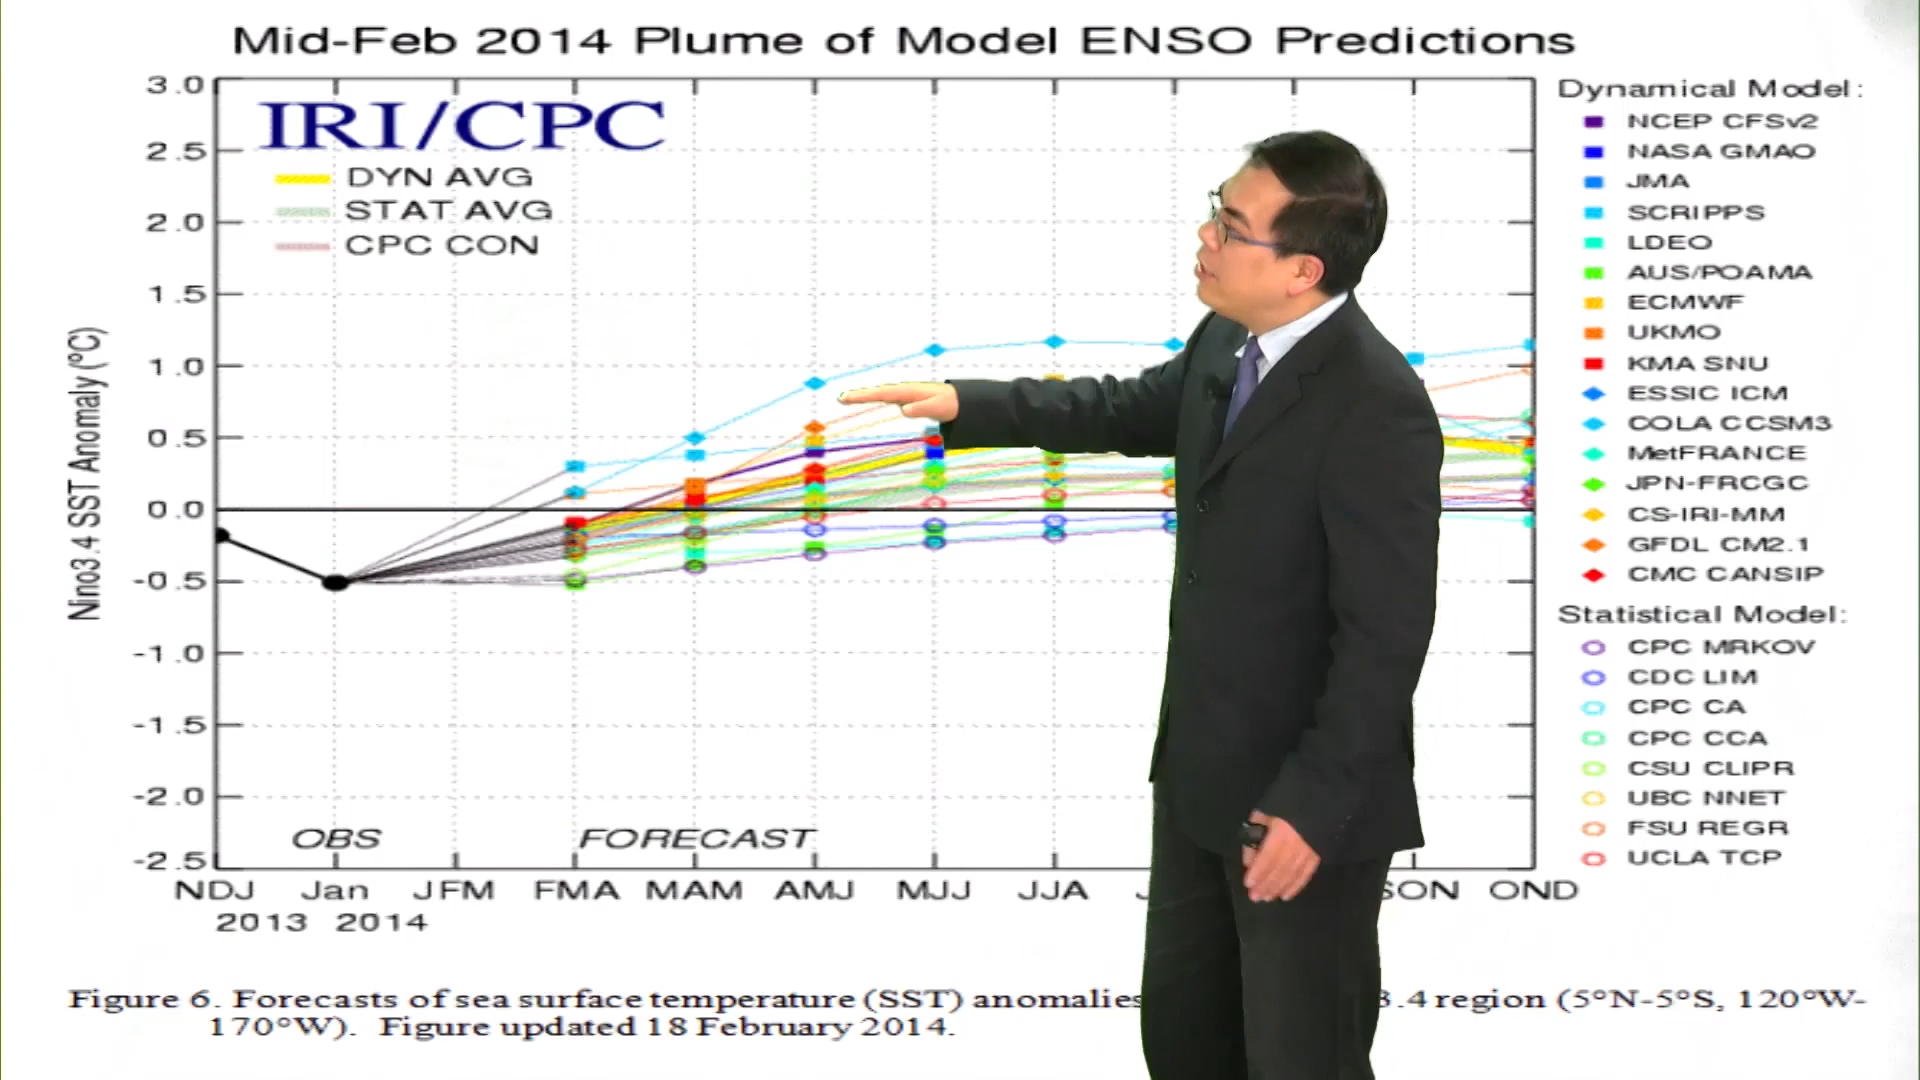 Mid-Feb 2014 Plume of Model ENSO Predictions
IRI/CPC
DYN AVG
STAT AVG
CPC CON
3.0
2.5
2.0
1.5
1.0
0.5
0.0
-0.5
-1.0
-1.5
-2.0
-2.5
Nino3.4 SST Anomaly (°C)
OBS FORECAST
NDJ Jan JFM FMA MAM AMJ MJJ JJA SON OND
2013 2014
Dynamical Model:
NCEP CFSv2
NASA GMAO
JMA
SCRIPPS
LDEO
AUS/POAMA
ECMWF
UKMO
KMA SNU
ESSIC ICM
COLA CCSM3
MetFRANCE
JPN-FRCGC
CS-IRI-MM
GFDL CM2.1
CMC CANSIP
Statistical Model:
CPC MRKOV
CDC LIM
CPC CA
CPC CCA
CSU CLIPR
UBC NNET
FSU REGR
UCLA TCP
Figure 6. Forecasts of sea surface temperature (SST) anomalies 3.4 region (5°N-5°S, 120°W-
170°W). Figure updated 18 February 2014.